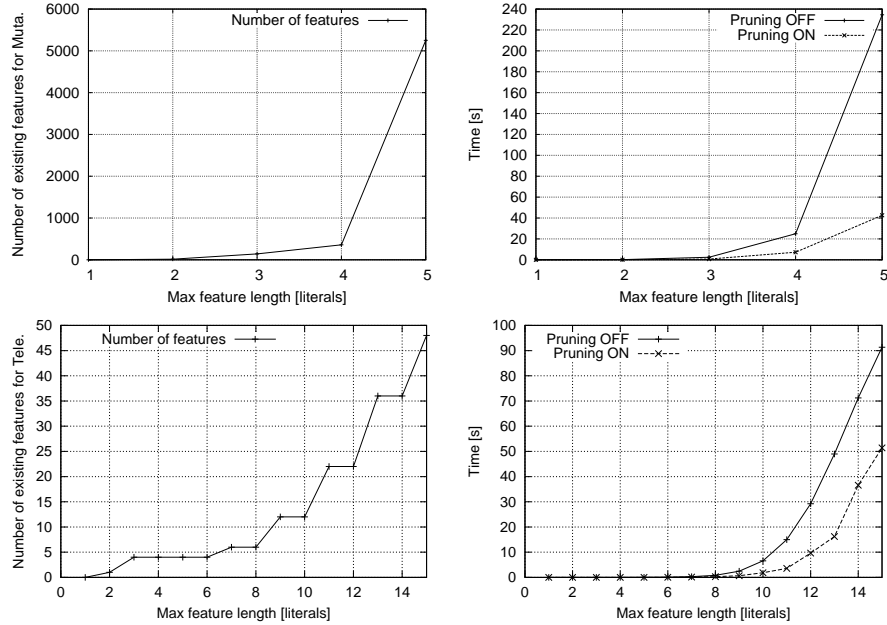 Number of existing features for Muta.
6000
5000
4000
3000
2000
1000
0
1 2 3 4 5
Max feature length [literals]
Number of features
Time [s]
240
220
200
180
160
140
120
100
80
60
40
20
0
1 2 3 4 5
Max feature length [literals]
Pruning OFF
Pruning ON
Number of existing features for Tele.
50
45
40
35
30
25
20
15
10
5
0
0 2 4 6 8 10 12 14
Max feature length [literals]
Number of features
Time [s]
100
90
80
70
60
50
40
30
20
10
0
0 2 4 6 8 10 12 14
Max feature length [literals]
Pruning OFF
Pruning ON